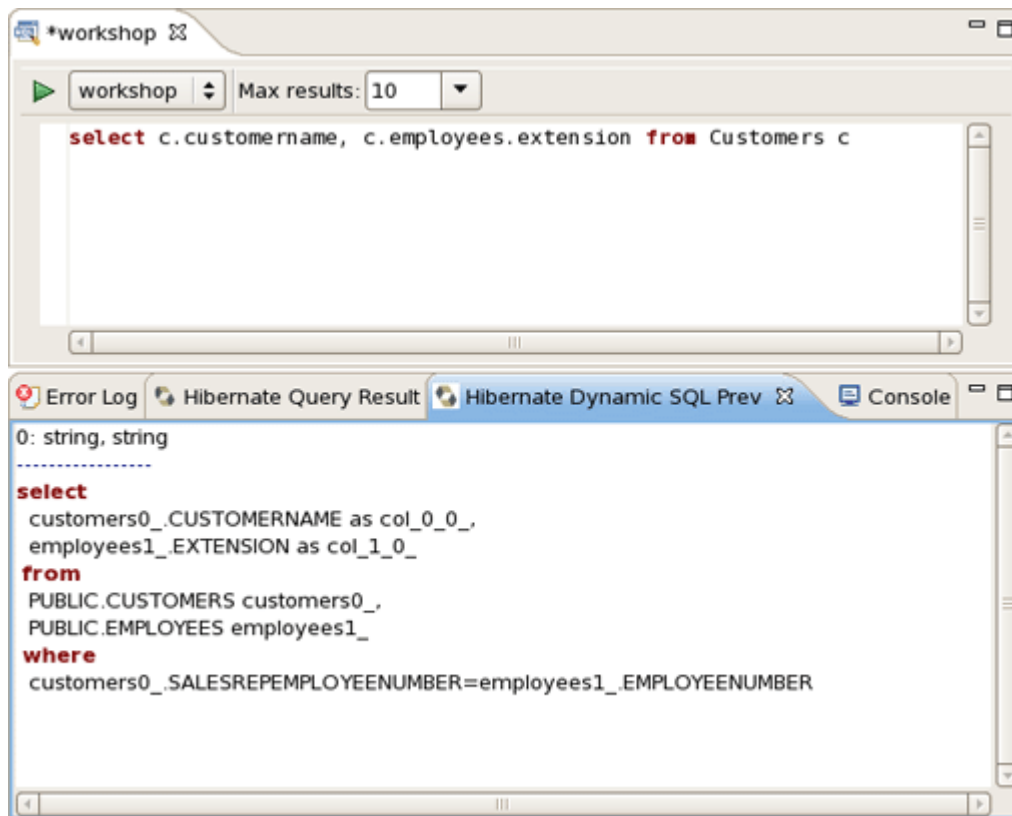 *workshop
workshop Max results: 10
select c.customername, c.employees.extension from Customers c
Error Log Hibernate Query Result Hibernate Dynamic SQL Prev Console
0: string, string
-----------------
select
customers0_.CUSTOMERNAME as col_0_0_,
employees1_.EXTENSION as col_1_0_
from
PUBLIC.CUSTOMERS customers0_,
PUBLIC.EMPLOYEES employees1_
where
customers0_.SALESREPEMPLOYEENUMBER=employees1_.EMPLOYEENUMBER